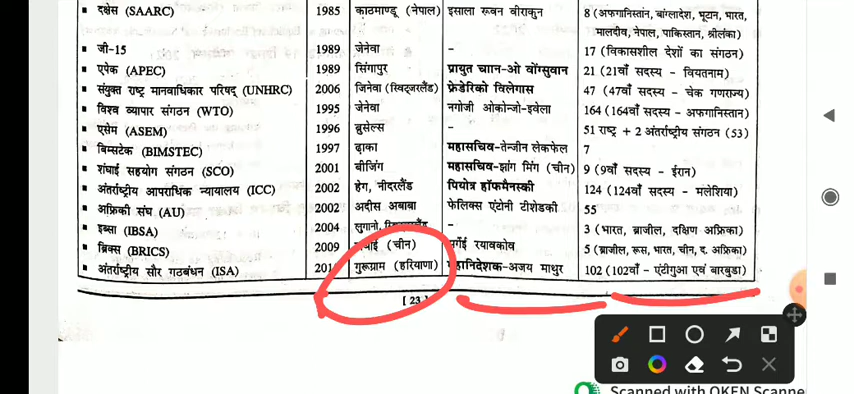 ▪ दक्षेस (SAARC) 1985 काठमाण्डू (नेपाल) इसाला रूवन वीराकुन 8 (अफगानिस्तान, बांग्लादेश, भूटान, भारत,
मालदीव, नेपाल, पाकिस्तान, श्रीलंका)
▪ जी-15 1989 जेनेवा - 17 (विकासशील देशों का संगठन)
▪ एपेक (APEC) 1989 सिंगापुर प्रायुत चाान-ओ वोंग्सुवान 21 (21वाँ सदस्य - वियतनाम)
▪ संयुक्त राष्ट्र मानवाधिकार परिषद् (UNHRC) 2006 जिनेवा (स्विट्जरलैंड) फ्रेडेरिको विलेगास 47 (47वाँ सदस्य - चेक गणराज्य)
▪ विश्व व्यापार संगठन (WTO) 1995 जेनेवा नगोजी ओकोन्जो-इवेला 164 (164वाँ सदस्य - अफगानिस्तान)
▪ एसेम (ASEM) 1996 ब्रुसेल्स - 51 राष्ट्र + 2 अंतर्राष्ट्रीय संगठन (53)
▪ बिम्सटेक (BIMSTEC) 1997 ढ़ाका महासचिव-तेन्जीन लेकफेल 7
▪ शंघाई सहयोग संगठन (SCO) 2001 बीजिंग महासचिव-झांग मिंग (चीन) 9 (9वाँ सदस्य - ईरान)
▪ अंतर्राष्ट्रीय आपराधिक न्यायालय (ICC) 2002 हेग, नीदरलैंड पियोत्र हॉफमैनस्की 124 (124वाँ सदस्य - मलेशिया)
▪ अफ्रिकी संघ (AU) 2002 अदीस अबाबा फेलिक्स एंटोनी टीशेडकी 55
▪ इब्सा (IBSA) 2004 लुगानो, - 3 (भारत, ब्राजील, दक्षिण अफ्रिका)
▪ ब्रिक्स (BRICS) 2009 (चीन) रयावकोव 5 (ब्राजील, रूस, भारत, चीन, द. अफ्रिका)
▪ अंतर्राष्ट्रीय सौर गठबंधन (ISA) 201 गुरूग्राम (हरियाणा) महानिदेशक-अजय माथुर 102 (102वाँ - एंटीगुआ एवं बारबुडा)
[ 23 ]
Scanned with OKEN Scanne